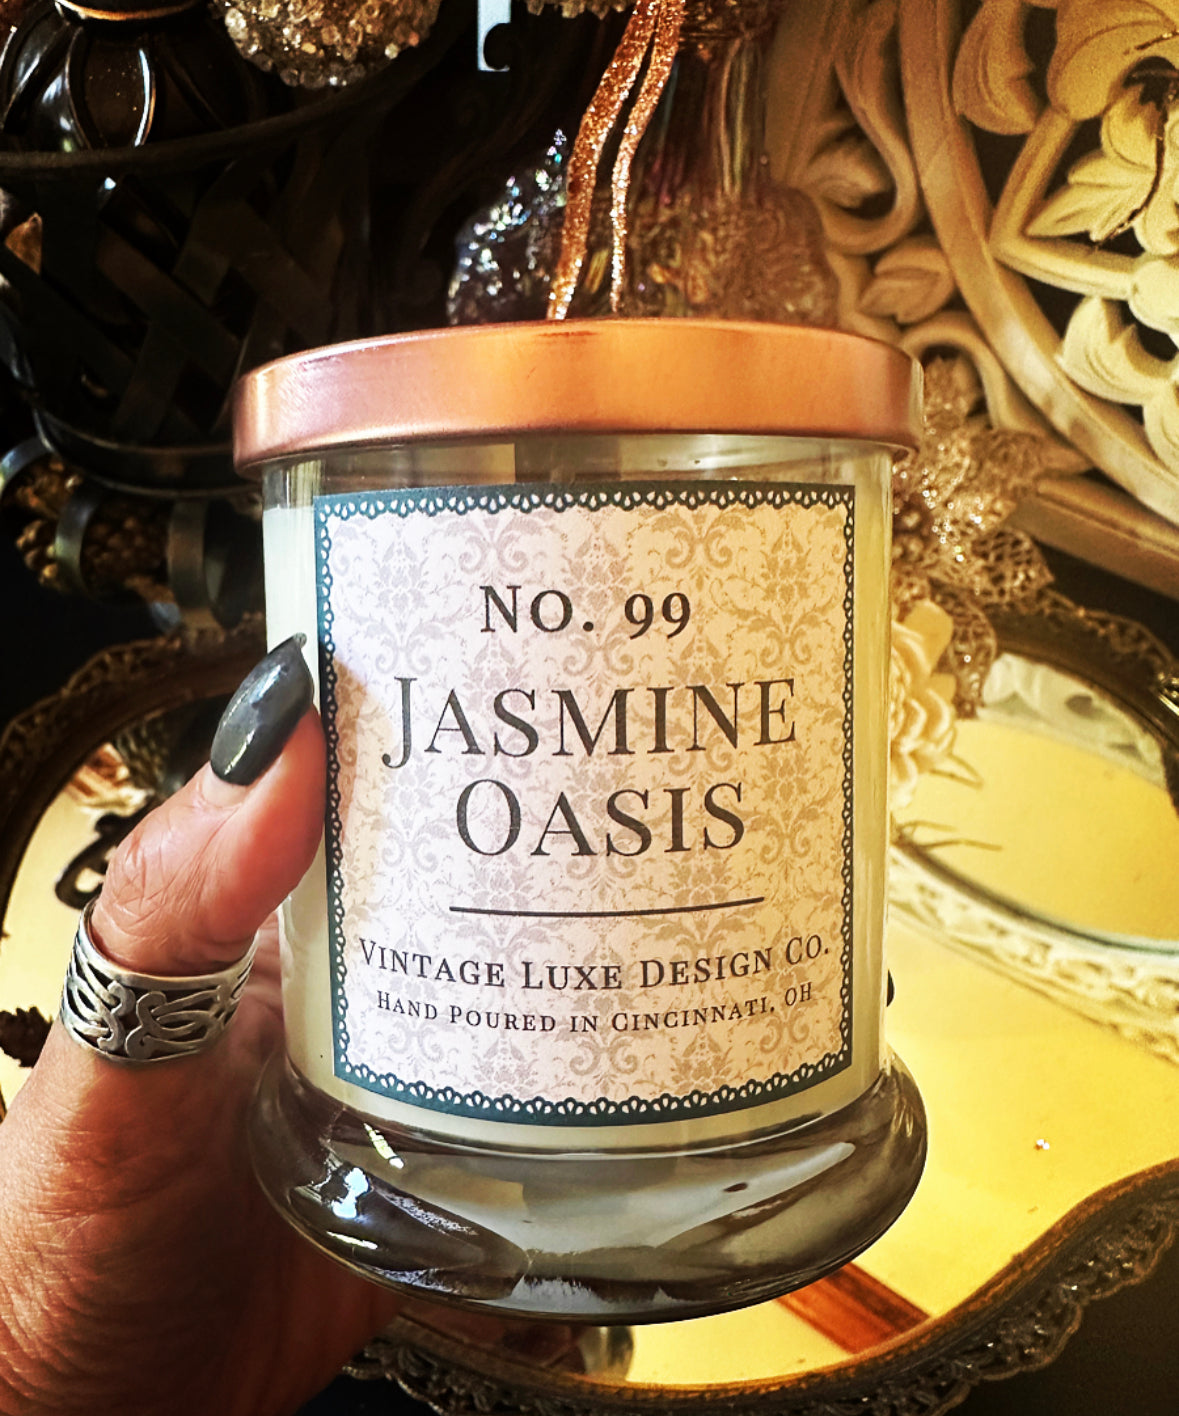 No. 99
Jasmine
Oasis
Vintage Luxe Design Co.
Hand Poured in Cincinnati, OH